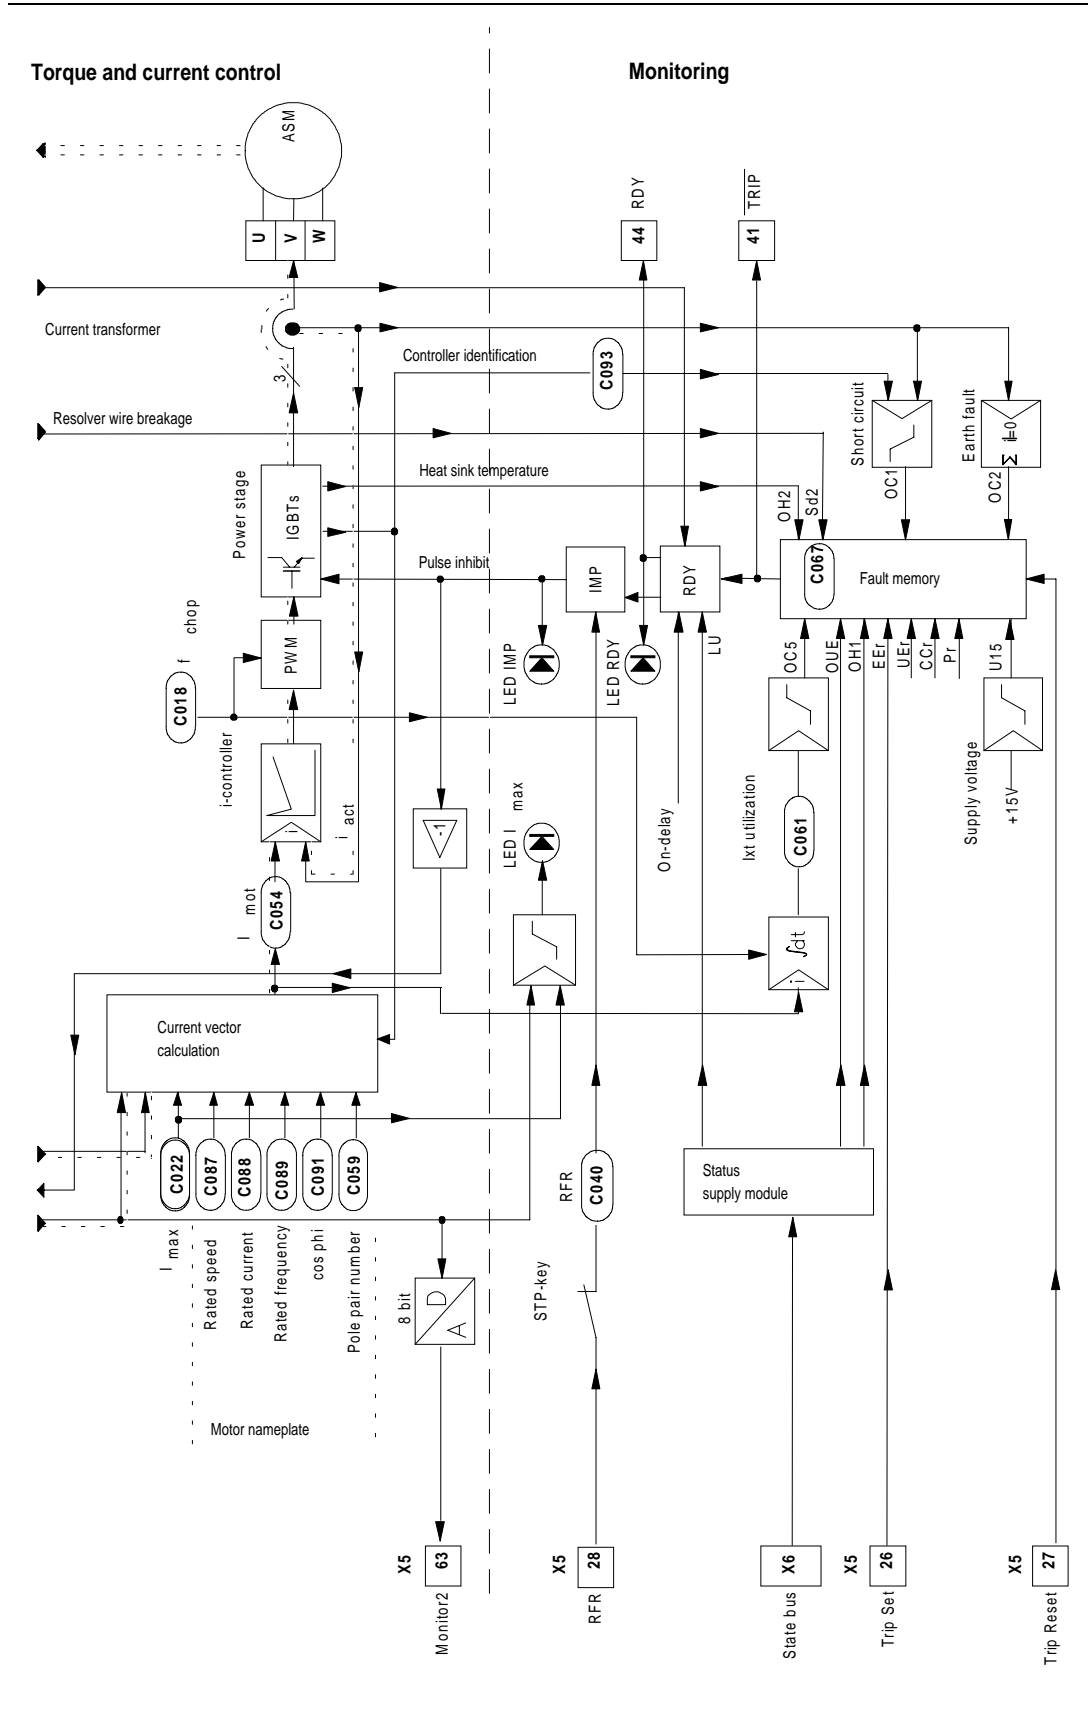 Torque and current control
Monitoring
ASM
RDY
TRIP
U
V
W
44
41
Current transformer
3
Controller identification
C093
Resolver wire breakage
Short circuit
Earth fault
Σ i|=0
Heat sink temperature
OH2
Sd2
OC1
OC2
Power stage
IGBTs
Pulse inhibit
IMP
RDY
C067
Fault memory
chop
f
C018
PWM
LED IMP
LED RDY
LU
OC5
OUE
OH1
EEr
UEr
CCr
Pr
U15
i-controller
i
i act
-1
LED I max
On-delay
Ixt utilization
C061
Supply voltage
+15V
I mot
C054
i
∫dt
Current vector
calculation
C022
C087
C088
C089
C091
C059
RFR
C040
Status
supply module
I max
Rated speed
Rated current
Rated frequency
cos phi
Pole pair number
8 bit
D
A
STP-key
Motor nameplate
X5
63
Monitor2
X5
28
RFR
X6
State bus
X5
26
Trip Set
X5
27
Trip Reset